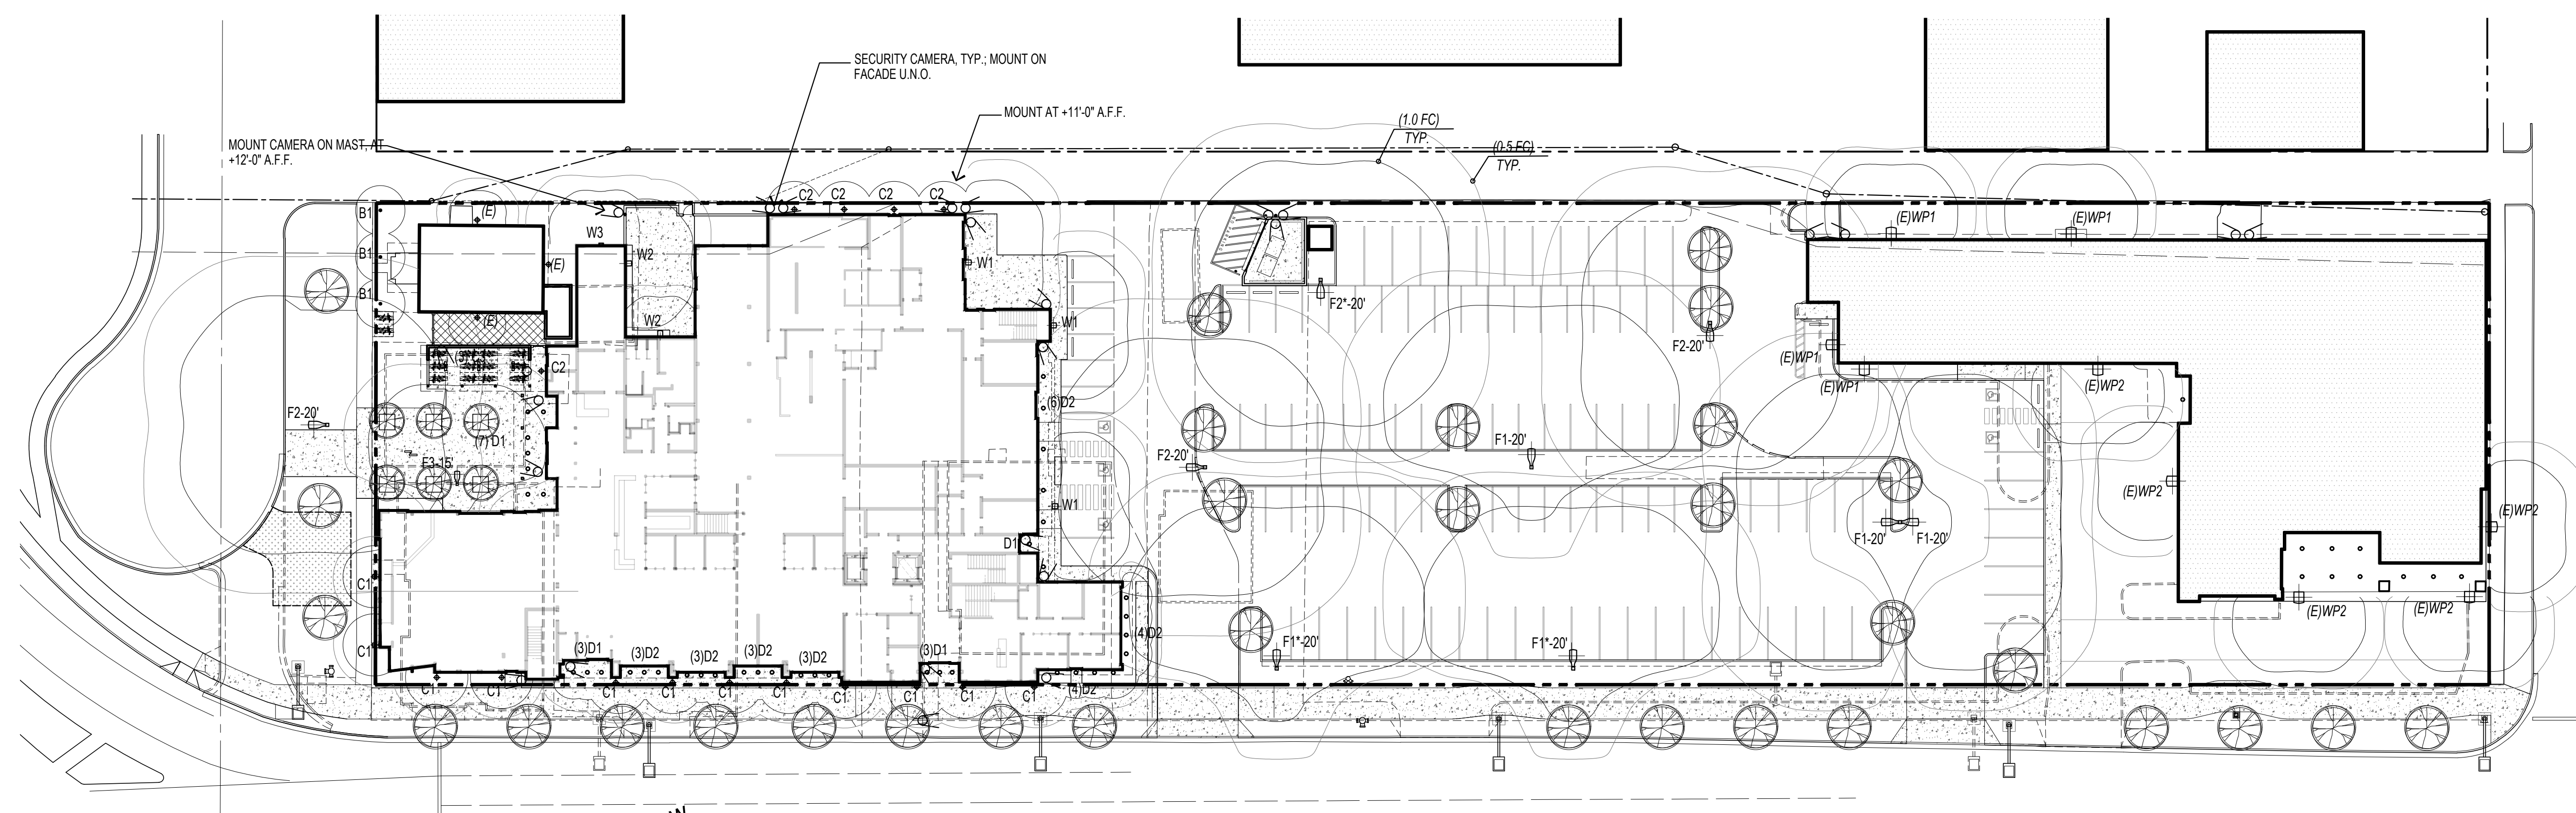 SECURITY CAMERA, TYP.; MOUNT ON
FACADE U.N.O.
MOUNT AT +11'-0" A.F.F.
(1.0 FC)
TYP.
(0.5 FC)
TYP.
MOUNT CAMERA ON MAST, AT
+12'-0" A.F.F.
C2
C2
C2
C2
B1
(E)
B1
(E)
B1
(E)
W3
W2
W2
W1
W1
(E)WP1
(E)WP1
F2*-20'
F2-20'
(E)WP1
(E)WP1
(E)WP2
C2
F2-20'
(7) D1
(6)D2
F3-15'
F2-20'
F1-20'
(E)WP2
(E)WP2
W1
D1
F1-20'
F1-20'
C1
(E)WP2
(E)WP2
C1
(3)D1
(3)D2
(3)D2
(3)D2
(3)D2
(3)D1
(4)D2
F1*-20'
F1*-20'
C1
C1
C1
C1
C1
C1
C1
C1
C1
(4)D2